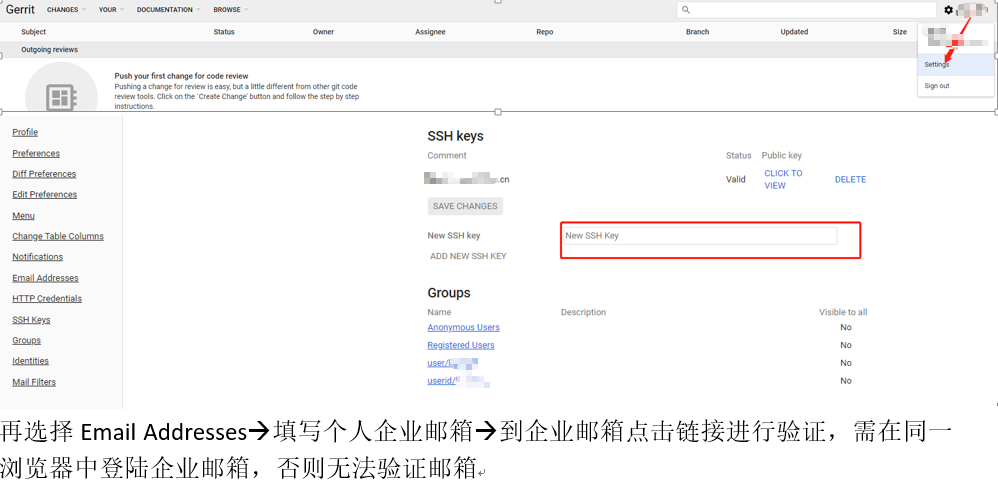 Gerrit CHANGES YOUR DOCUMENTATION BROWSE
Subject Status Owner Assignee Repo Branch Updated Size
Outgoing reviews
Settings
Sign out
Push your first change for code review
Pushing a change for review is easy, but a little different from other git code
review tools. Click on the 'Create Change' button and follow the step by step
instructions.
Profile
Preferences
Diff Preferences
Edit Preferences
Menu
Change Table Columns
Notifications
Email Addresses
HTTP Credentials
SSH Keys
Groups
Identities
Mail Filters
SSH keys
Comment Status Public key
.cn Valid CLICK TO
VIEW DELETE
SAVE CHANGES
New SSH key New SSH Key
ADD NEW SSH KEY
Groups
Name Description Visible to all
Anonymous Users No
Registered Users No
user/ No
userid/ No
再选择 Email Addresses→填写个人企业邮箱→到企业邮箱点击链接进行验证，需在同一
浏览器中登陆企业邮箱，否则无法验证邮箱